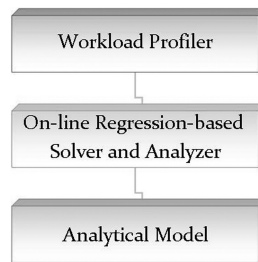 Workload Profiler
On-line Regression-based
Solver and Analyzer
Analytical Model